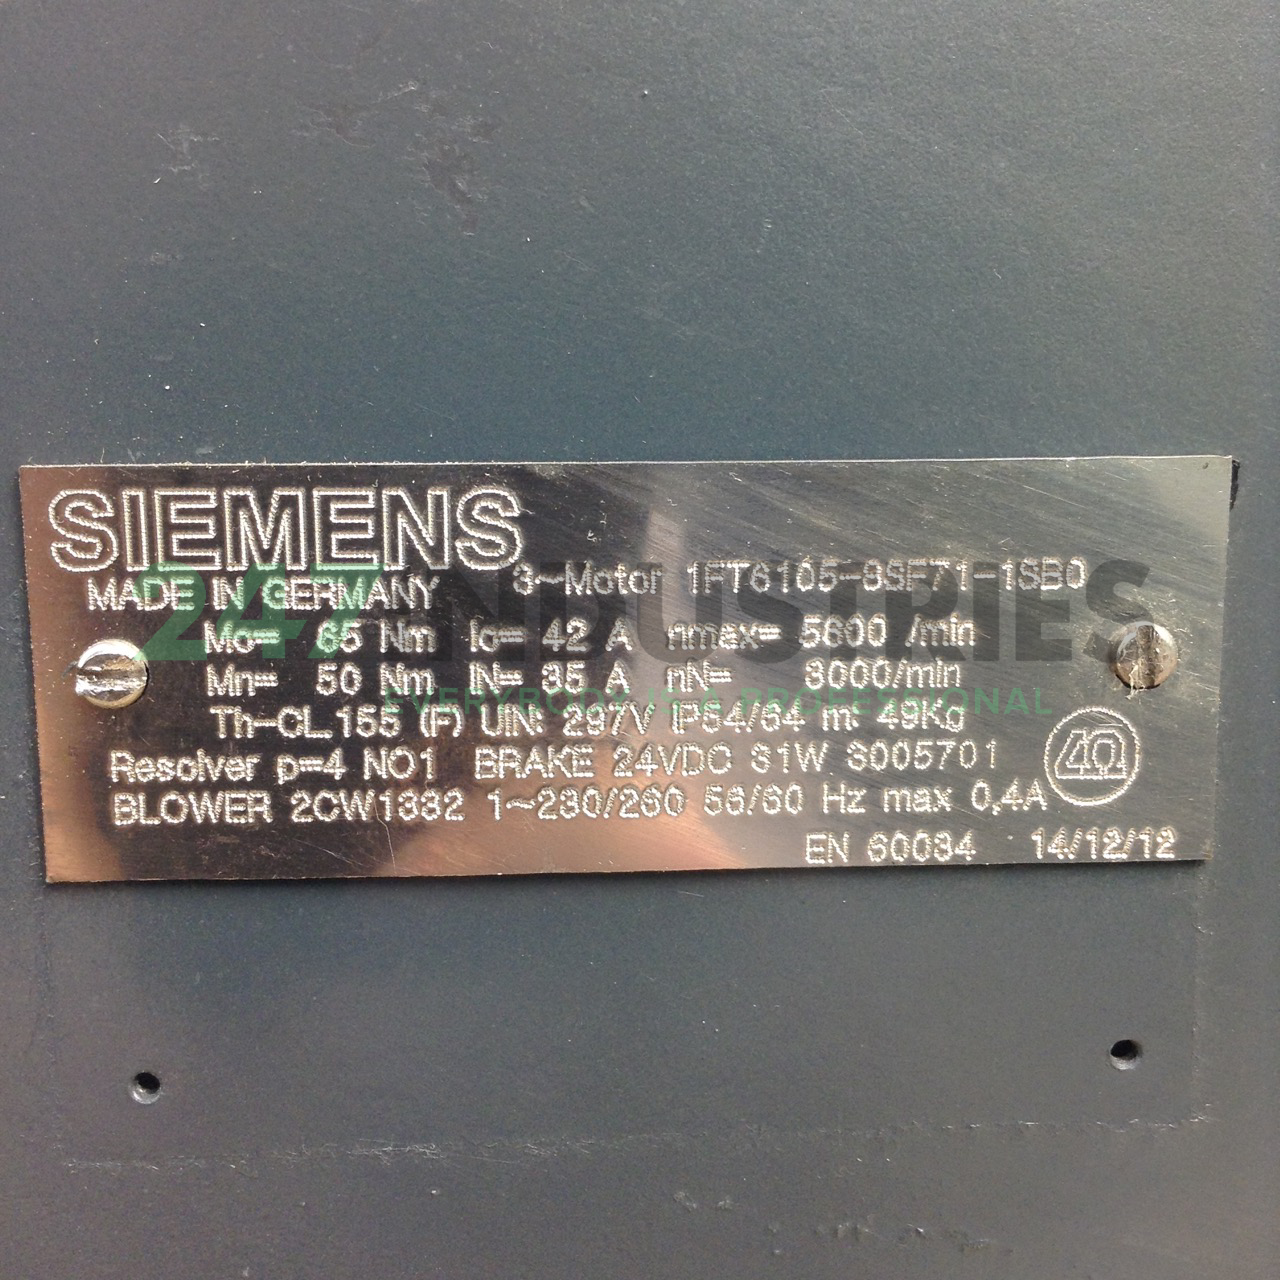 SIEMENS
MADE IN GERMANY
3~Motor 1FT6105-8SF71-1SB0
Mo= 65 Nm Io= 42 A nmax= 5600 /min
Mn= 50 Nm IN= 35 A nN= 3000/min
Th-CL.155 (F) UIN: 297V IP64/64 m: 49Kg
Resolver p=4 NO1 BRAKE 24VDC 31W S005701
BLOWER 2CW1332 1~230/260 56/60 Hz max 0,4A
EN 60034 14/12/12
247 INDUSTRIES
EVERYBODY IS A PROFESSIONAL